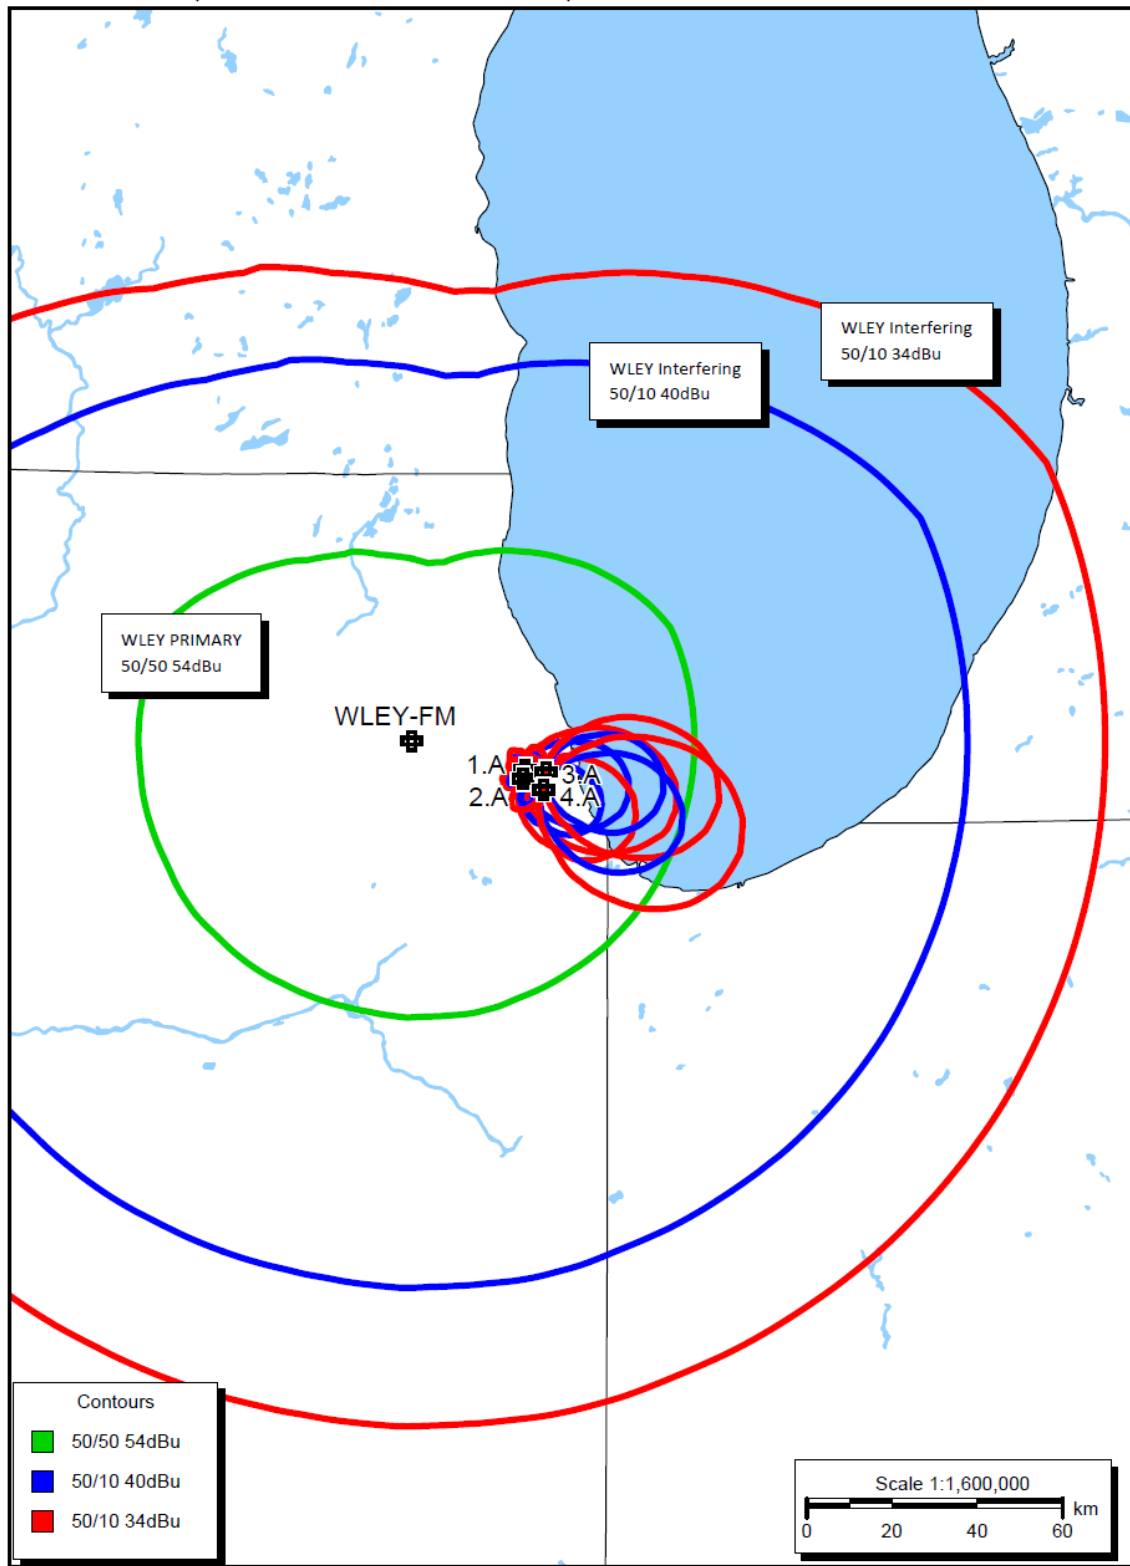 WLEY Interfering
50/10 34dBu
WLEY Interfering
50/10 40dBu
WLEY PRIMARY
50/50 54dBu
WLEY-FM
1.A
3.A
2.A
4.A
Contours
50/50 54dBu
50/10 40dBu
50/10 34dBu
Scale 1:1,600,000
km
0 20 40 60